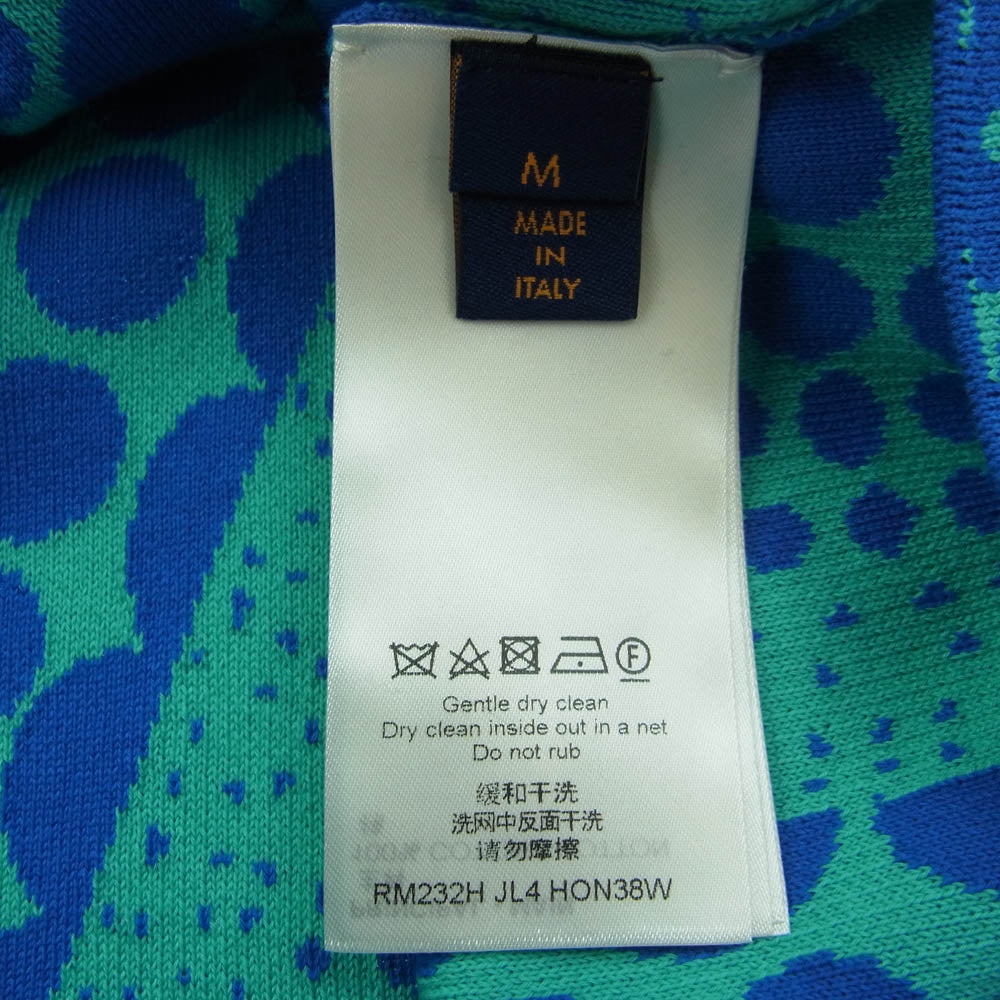 M
MADE
IN
ITALY
F
Gentle dry clean
Dry clean inside out in a net
Do not rub
缓和干洗
洗网中反面干洗
请勿摩擦
RM232H JL4 HON38W